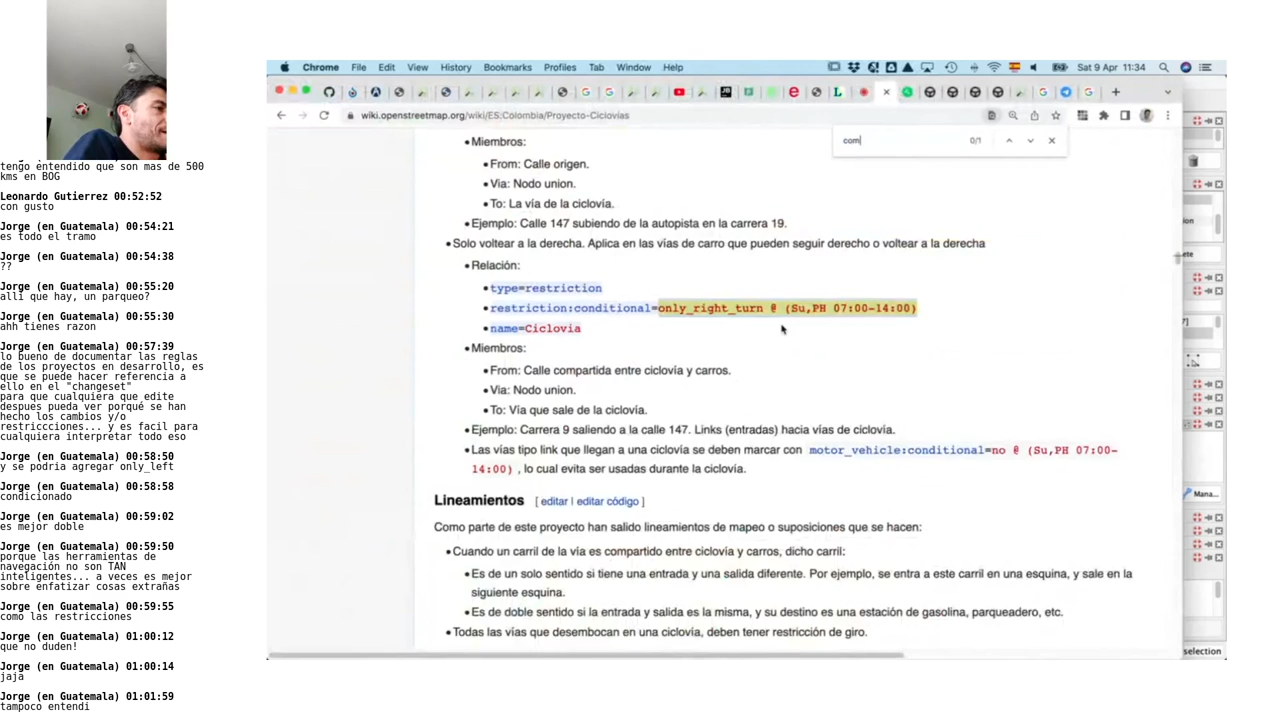 tengo entendido que son mas de 500
kms en BOG
Leonardo Gutierrez 00:52:52
con gusto
Jorge (en Guatemala) 00:54:21
es todo el tramo
Jorge (en Guatemala) 00:54:38
??
Jorge (en Guatemala) 00:55:20
alli que hay, un parqueo?
Jorge (en Guatemala) 00:55:30
ahh tienes razon
Jorge (en Guatemala) 00:57:39
lo bueno de documentar las reglas
de los proyectos en desarrollo, es
que se puede hacer referencia a
ello en el "changeset"
para que cualquiera que edite
despues pueda ver porqué se han
hecho los cambios y/o
restriccciones... y es facil para
cualquiera interpretar todo eso
Jorge (en Guatemala) 00:58:50
y se podria agregar only_left
Jorge (en Guatemala) 00:58:58
condicionado
Jorge (en Guatemala) 00:59:02
es mejor doble
Jorge (en Guatemala) 00:59:50
porque las herramientas de
navegación no son TAN
inteligentes... a veces es mejor
sobre enfatizar cosas extrañas
Jorge (en Guatemala) 00:59:55
como las restricciones
Jorge (en Guatemala) 01:00:12
que no duden!
Jorge (en Guatemala) 01:00:14
jaja
Jorge (en Guatemala) 01:01:59
tampoco entendi
Chrome File Edit View History Bookmarks Profiles Tab Window Help Sat 9 Apr 11:34
wiki.openstreetmap.org/wiki/ES:Colombia/Proyecto-Ciclovías
com 0/1
Miembros:
From: Calle origen.
Via: Nodo union.
To: La vía de la ciclovía.
Ejemplo: Calle 147 subiendo de la autopista en la carrera 19.
Solo voltear a la derecha. Aplica en las vías de carro que pueden seguir derecho o voltear a la derecha
Relación:
type=restriction
restriction:conditional=only_right_turn @ (Su,PH 07:00-14:00)
name=Ciclovia
Miembros:
From: Calle compartida entre ciclovía y carros.
Via: Nodo union.
To: Vía que sale de la ciclovía.
Ejemplo: Carrera 9 saliendo a la calle 147. Links (entradas) hacia vías de ciclovía.
Las vías tipo link que llegan a una ciclovía se deben marcar con motor_vehicle:conditional=no @ (Su,PH 07:00-
14:00) , lo cual evita ser usadas durante la ciclovía.
Lineamientos [ editar | editar código ]
Como parte de este proyecto han salido lineamientos de mapeo o suposiciones que se hacen:
Cuando un carril de la vía es compartido entre ciclovía y carros, dicho carril:
Es de un solo sentido si tiene una entrada y una salida diferente. Por ejemplo, se entra a este carril en una esquina, y sale en la
siguiente esquina.
Es de doble sentido si la entrada y salida es la misma, y su destino es una estación de gasolina, parqueadero, etc.
Todas las vías que desembocan en una ciclovía, deben tener restricción de giro.
Mana...
selection